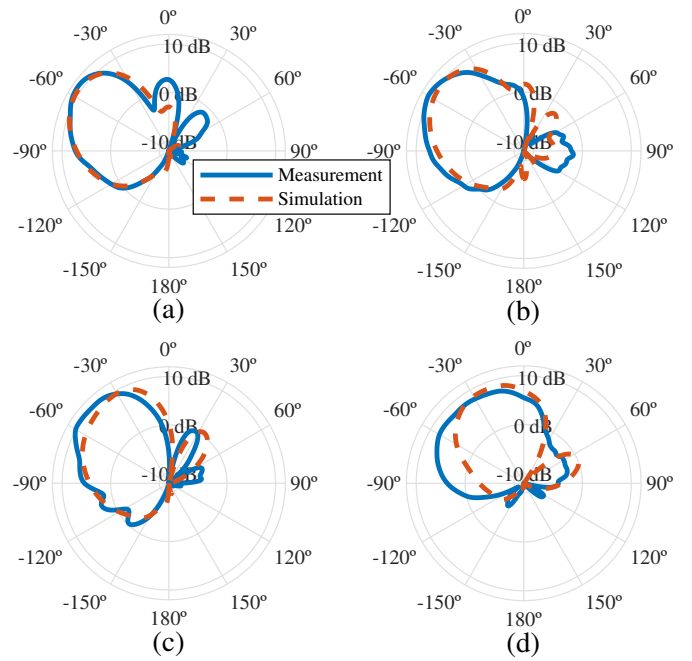 0º
0º
-30º
10 dB
30º
-30º
10 dB
30º
-60º
60º
-60º
60º
0 dB
0 dB
-90º
-10 dB
-90º
-10 dB
90º
Measurement
Simulation
-120º
-120º
120º
120º
-150º
150º
-150º
150º
180º
180º
(a)
(b)
0º
0º
-30º
10 dB
30º
-30º
10 dB
30º
-60º
60º
-60º
60º
0 dB
0 dB
-90º
-10 dB
90º
-90º
-10 dB
90º
-120º
120º
-120º
120º
-150º
150º
-150º
150º
180º
180º
(c)
(d)